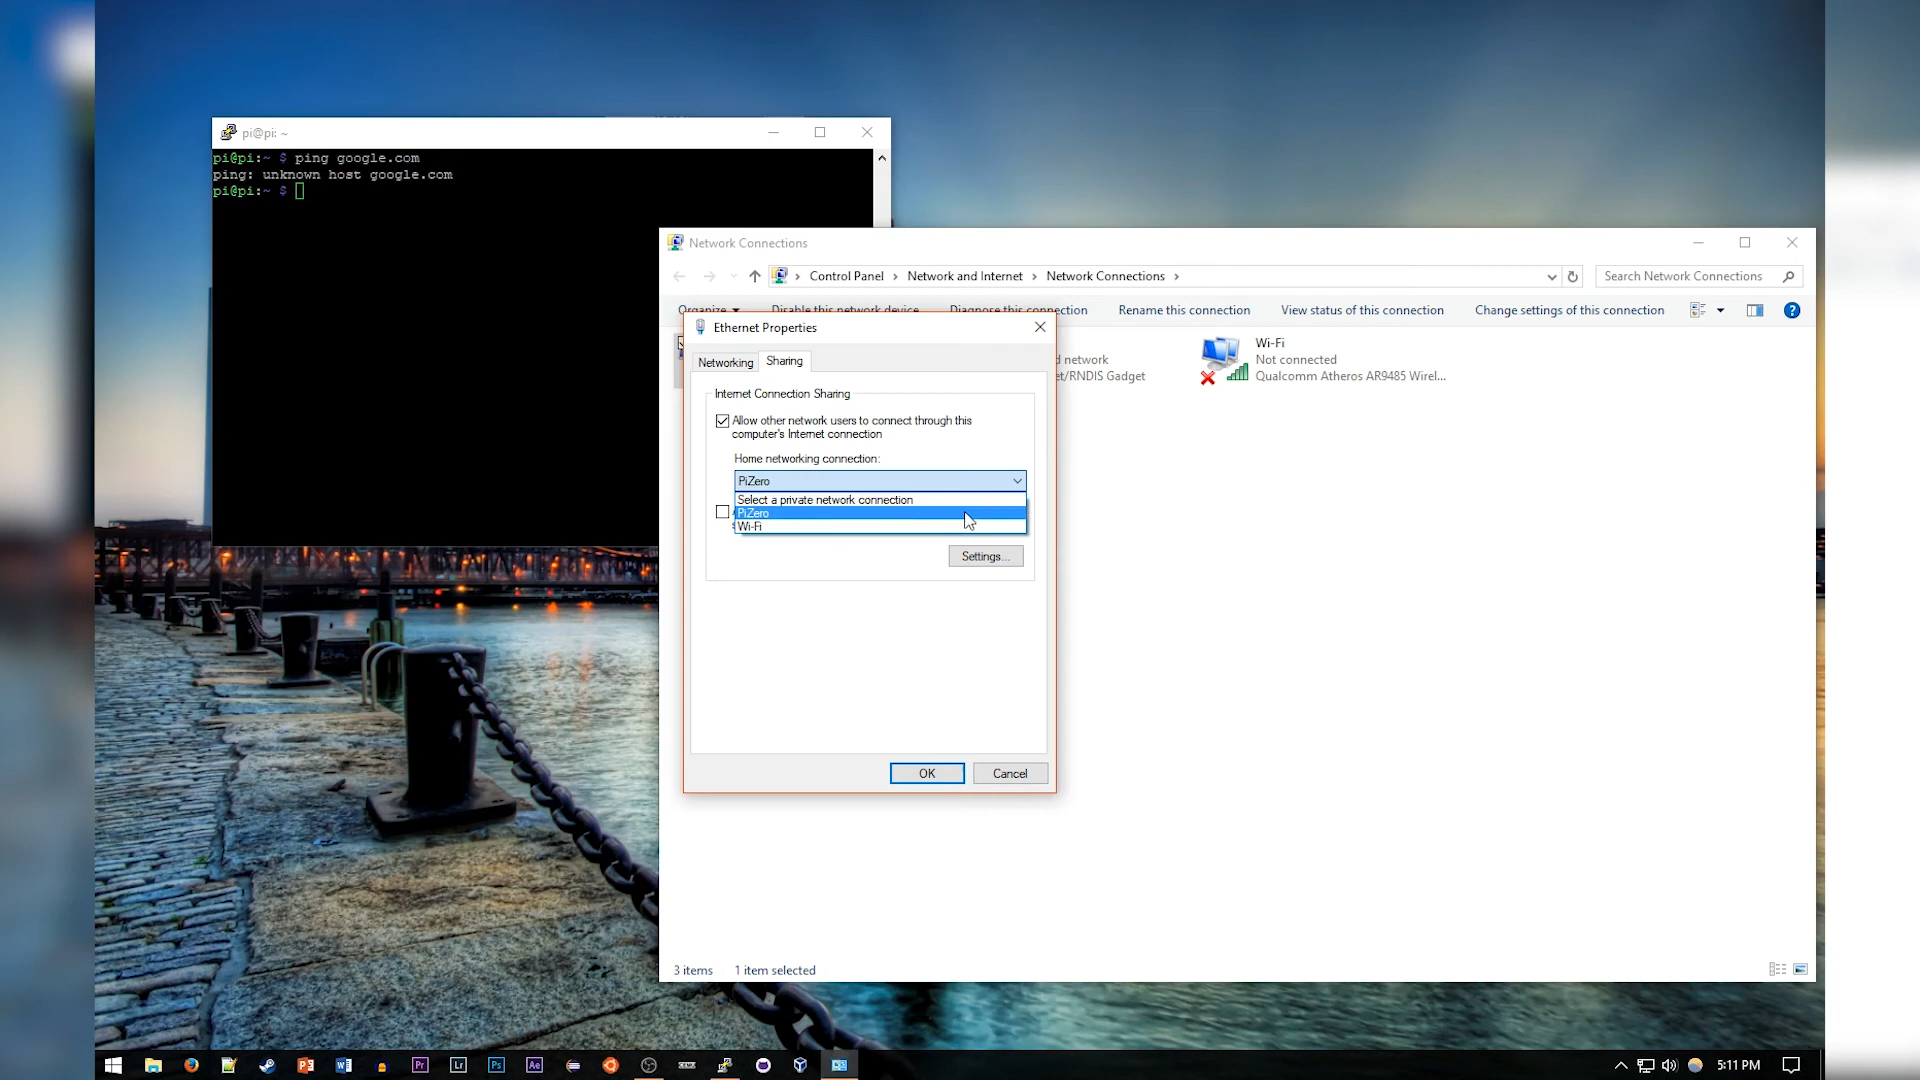 pi@pi: ~
pi@pi:~ $ ping google.com
ping: unknown host google.com
pi@pi:~ $
Network Connections
Control Panel > Network and Internet > Network Connections >
Search Network Connections
Organize
Disable this network device
Diagnose this connection
Rename this connection
View status of this connection
Change settings of this connection
Ethernet Properties
Networking
Sharing
Internet Connection Sharing
Allow other network users to connect through this
computer's Internet connection
Home networking connection:
PiZero
Select a private network connection
PiZero
Wi-Fi
Settings...
OK
Cancel
d network
et/RNDIS Gadget
Wi-Fi
Not connected
Qualcomm Atheros AR9485 Wirel...
3 items
1 item selected
Pr
Lr
Ps
Ae
5:11 PM